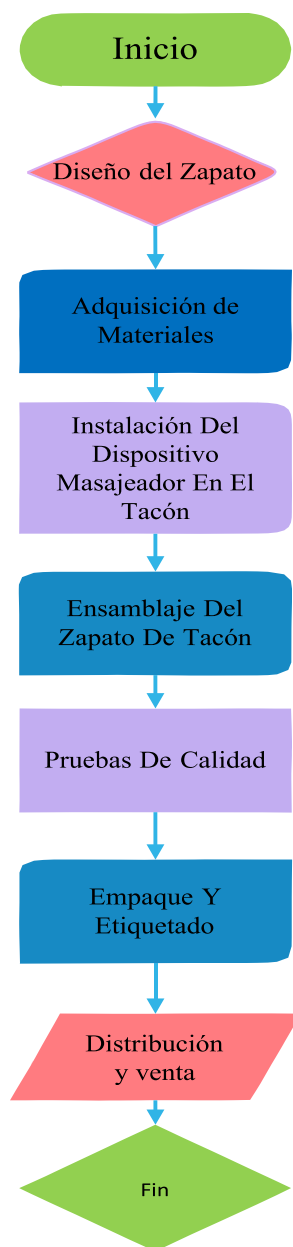 Inicio
Diseño del Zapato
Adquisición de
Materiales
Instalación Del
Dispositivo
Masajeador En El
Tacón
Ensamblaje Del
Zapato De Tacón
Pruebas De Calidad
Empaque Y
Etiquetado
Distribución
y venta
Fin